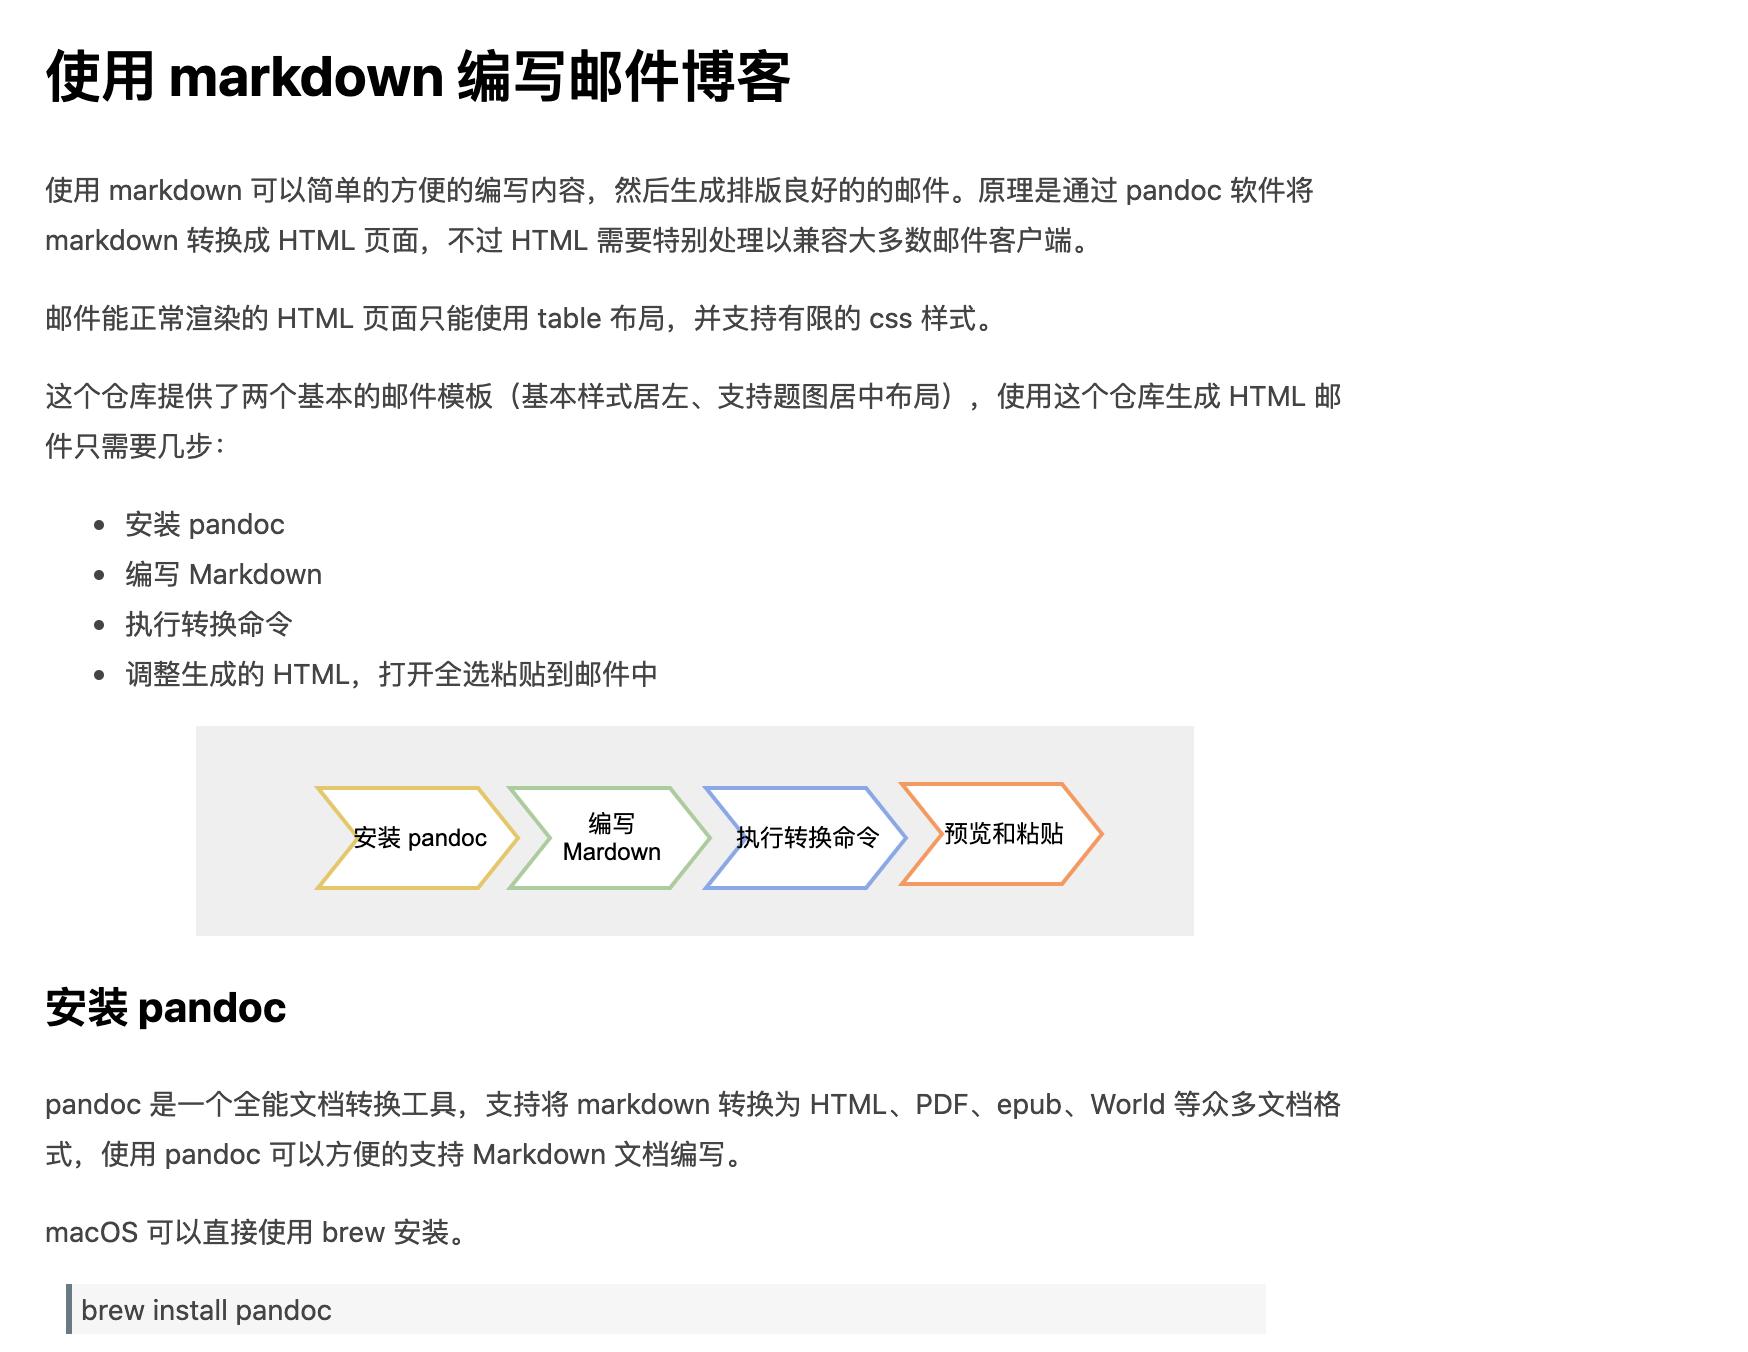 使用 markdown 编写邮件博客
使用 markdown 可以简单的方便的编写内容，然后生成排版良好的的邮件。原理是通过 pandoc 软件将
markdown 转换成 HTML 页面，不过 HTML 需要特别处理以兼容大多数邮件客户端。
邮件能正常渲染的 HTML 页面只能使用 table 布局，并支持有限的 css 样式。
这个仓库提供了两个基本的邮件模板（基本样式居左、支持题图居中布局），使用这个仓库生成 HTML 邮
件只需要几步：
• 安装 pandoc
• 编写 Markdown
• 执行转换命令
• 调整生成的 HTML，打开全选粘贴到邮件中
安装 pandoc
编写
Mardown
执行转换命令
预览和粘贴
安装 pandoc
pandoc 是一个全能文档转换工具，支持将 markdown 转换为 HTML、PDF、epub、World 等众多文档格
式，使用 pandoc 可以方便的支持 Markdown 文档编写。
macOS 可以直接使用 brew 安装。
brew install pandoc